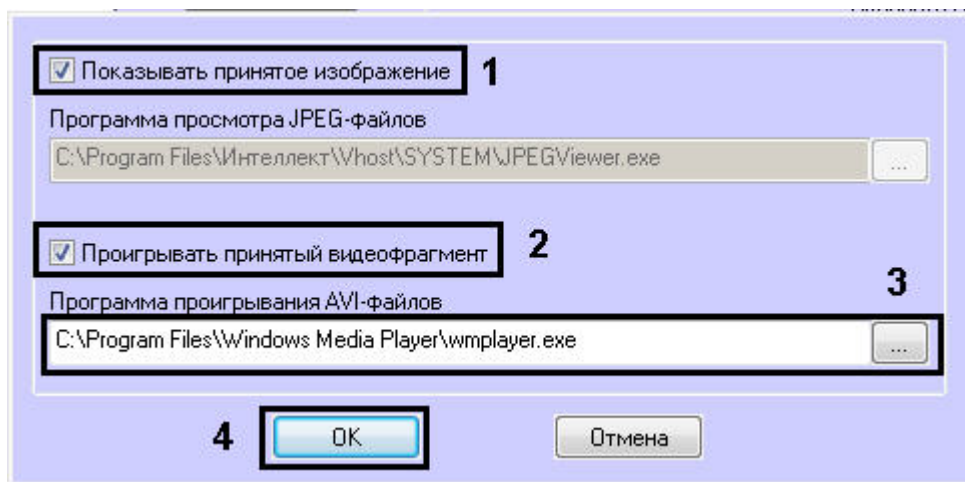 Показывать принятое изображение 1
Программа просмотра JPEG-файлов
C:\Program Files\Интеллект\Vhost\SYSTEM\JPEGViewer.exe ...
Проигрывать принятый видеофрагмент 2
3
Программа проигрывания AVI-файлов
C:\Program Files\Windows Media Player\wmplayer.exe ...
4 OK Отмена